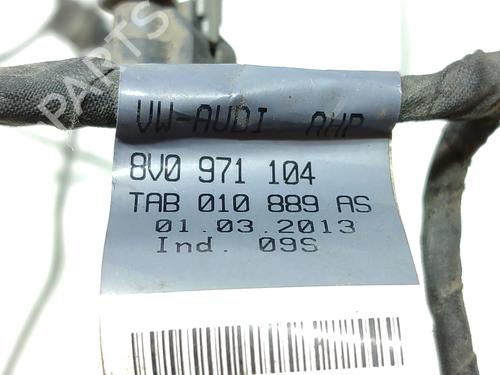 VW-AUDI AHP
8V0 971 104
TAB 010 889 AS
01.03.2013
Ind. 09S
PARTS